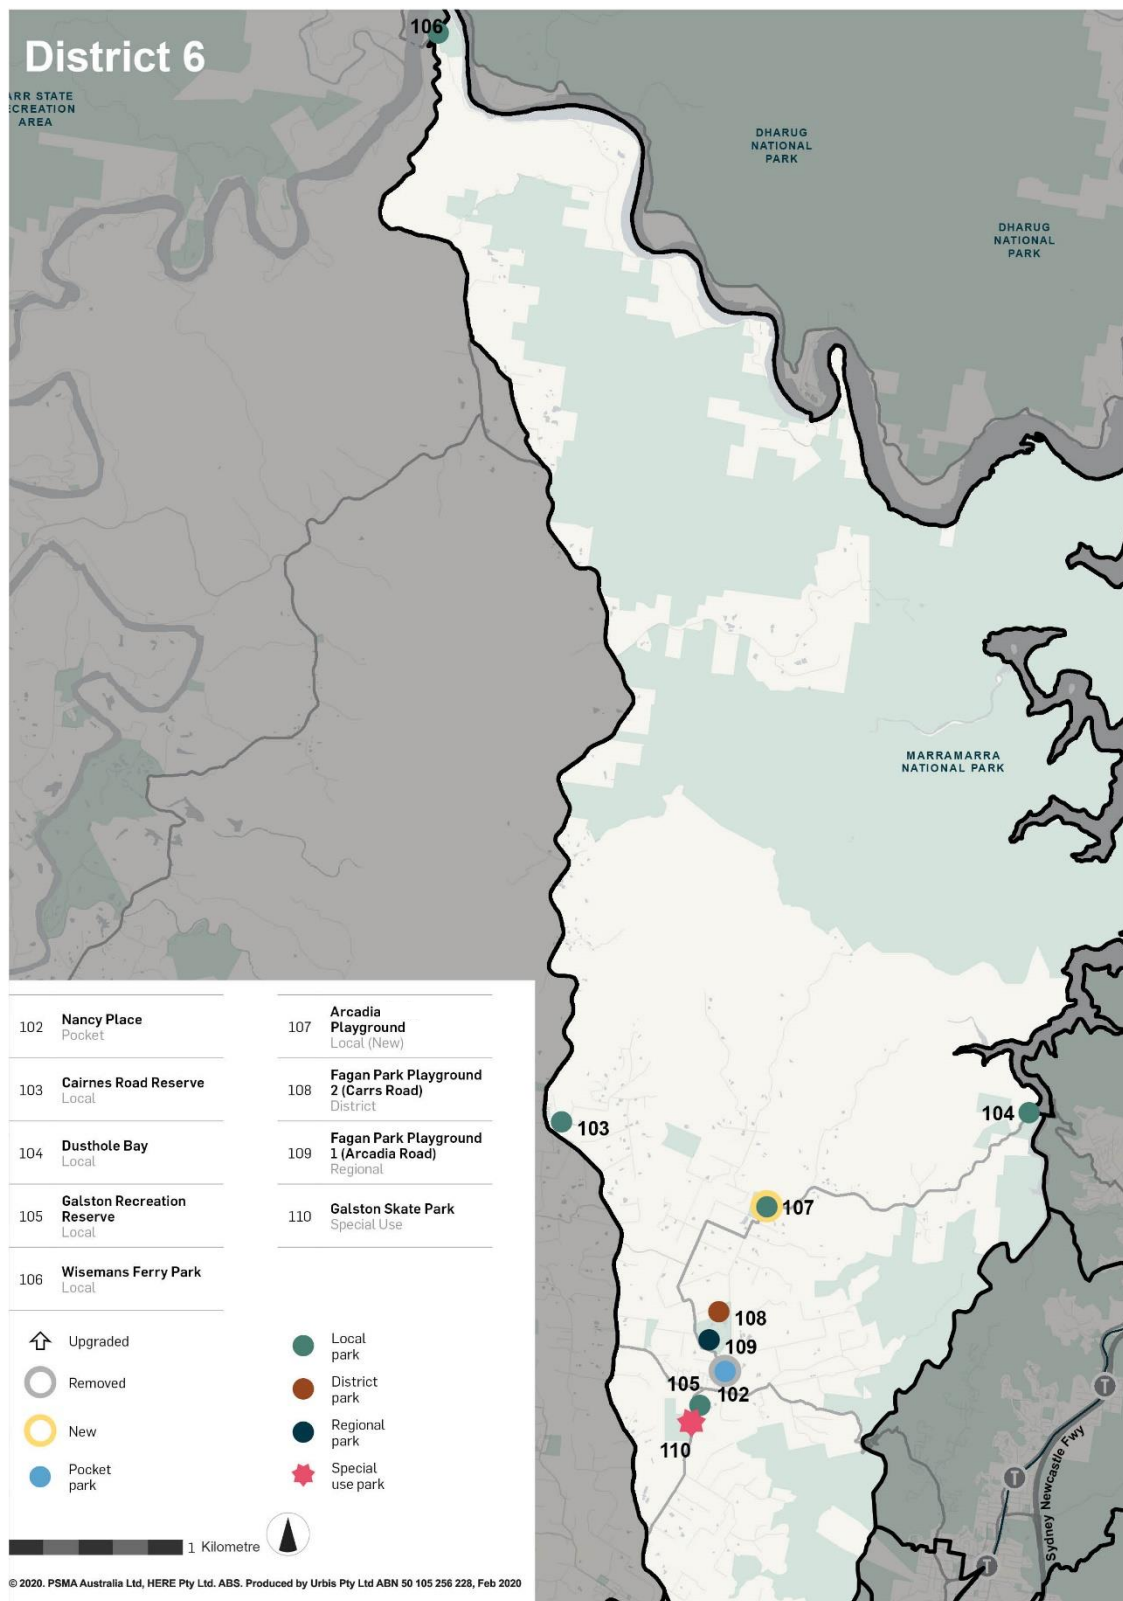 106
District 6
ARR STATE
ECREATION
AREA
DHARUG
NATIONAL
PARK
DHARUG
NATIONAL
PARK
MARRAMARRA
NATIONAL PARK
103
104
107
108
109
105
102
110
102 Nancy Place
Pocket
103 Cairnes Road Reserve
Local
104 Dusthole Bay
Local
105 Galston Recreation
Reserve
Local
106 Wisemans Ferry Park
Local
107 Arcadia
Playground
Local (New)
108 Fagan Park Playground
2 (Carrs Road)
District
109 Fagan Park Playground
1 (Arcadia Road)
Regional
110 Galston Skate Park
Special Use
Upgraded
Removed
New
Pocket
park
Local
park
District
park
Regional
park
Special
use park
1 Kilometre
T
T
T
Sydney Newcastle Fwy
© 2020. PSMA Australia Ltd, HERE Pty Ltd. ABS. Produced by Urbis Pty Ltd ABN 50 105 256 228, Feb 2020